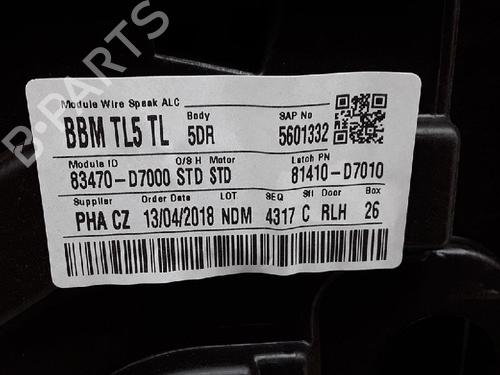 Module Wire Speak ALC Body SAP No
BBM TL5 TL 5DR 5601332
Module ID O/S H Motor Latch PN
83470-D7000 STD STD 81410-D7010
Supplier Order Date LOT SEQ Sil Door Box
PHA CZ 13/04/2018 NDM 4317 C RLH 26
B-PARTS